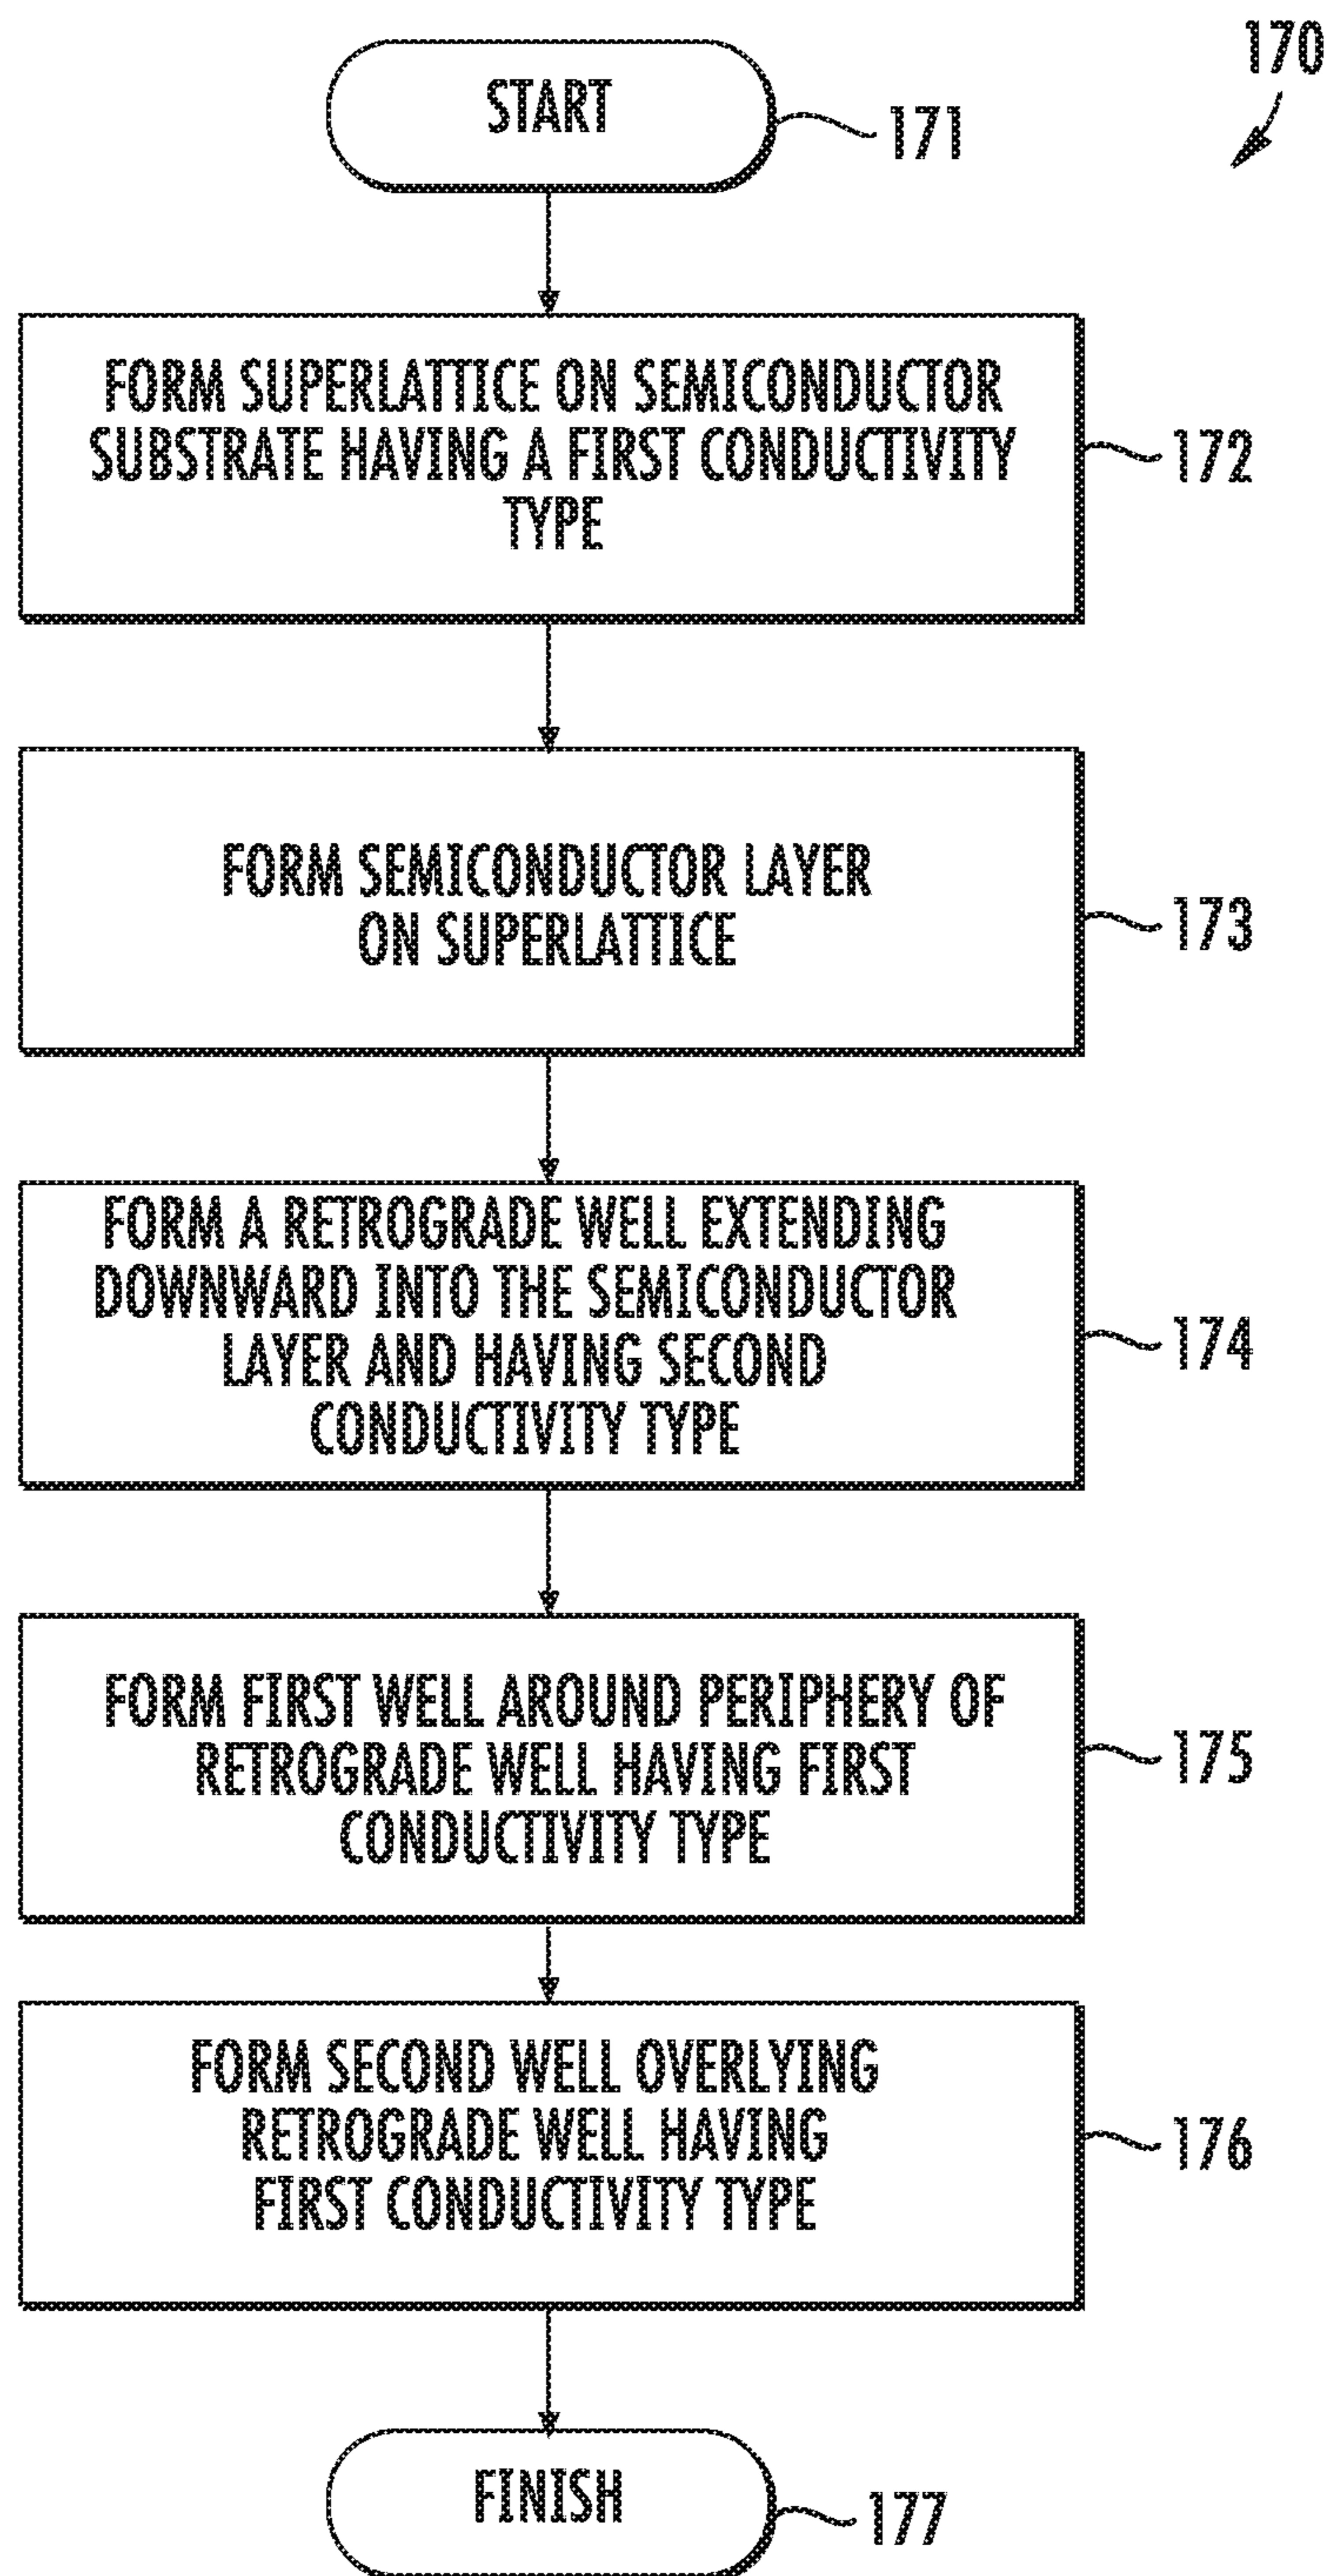 170
START
171
FORM SUPERLATTICE ON SEMICONDUCTOR
SUBSTRATE HAVING A FIRST CONDUCTIVITY
TYPE
172
FORM SEMICONDUCTOR LAYER
ON SUPERLATTICE
173
FORM A RETROGRADE WELL EXTENDING
DOWNWARD INTO THE SEMICONDUCTOR
LAYER AND HAVING SECOND
CONDUCTIVITY TYPE
174
FORM FIRST WELL AROUND PERIPHERY OF
RETROGRADE WELL HAVING FIRST
CONDUCTIVITY TYPE
175
FORM SECOND WELL OVERLYING
RETROGRADE WELL HAVING
FIRST CONDUCTIVITY TYPE
176
FINISH
177